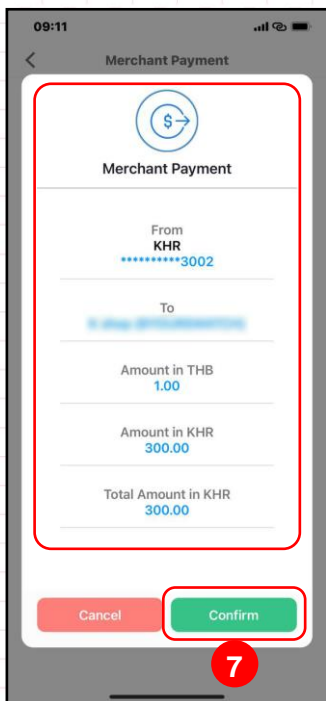 09:11
Merchant Payment
Merchant Payment
From
KHR
**********3002
To
Amount in THB
1.00
Amount in KHR
300.00
Total Amount in KHR
300.00
Cancel
Confirm
7